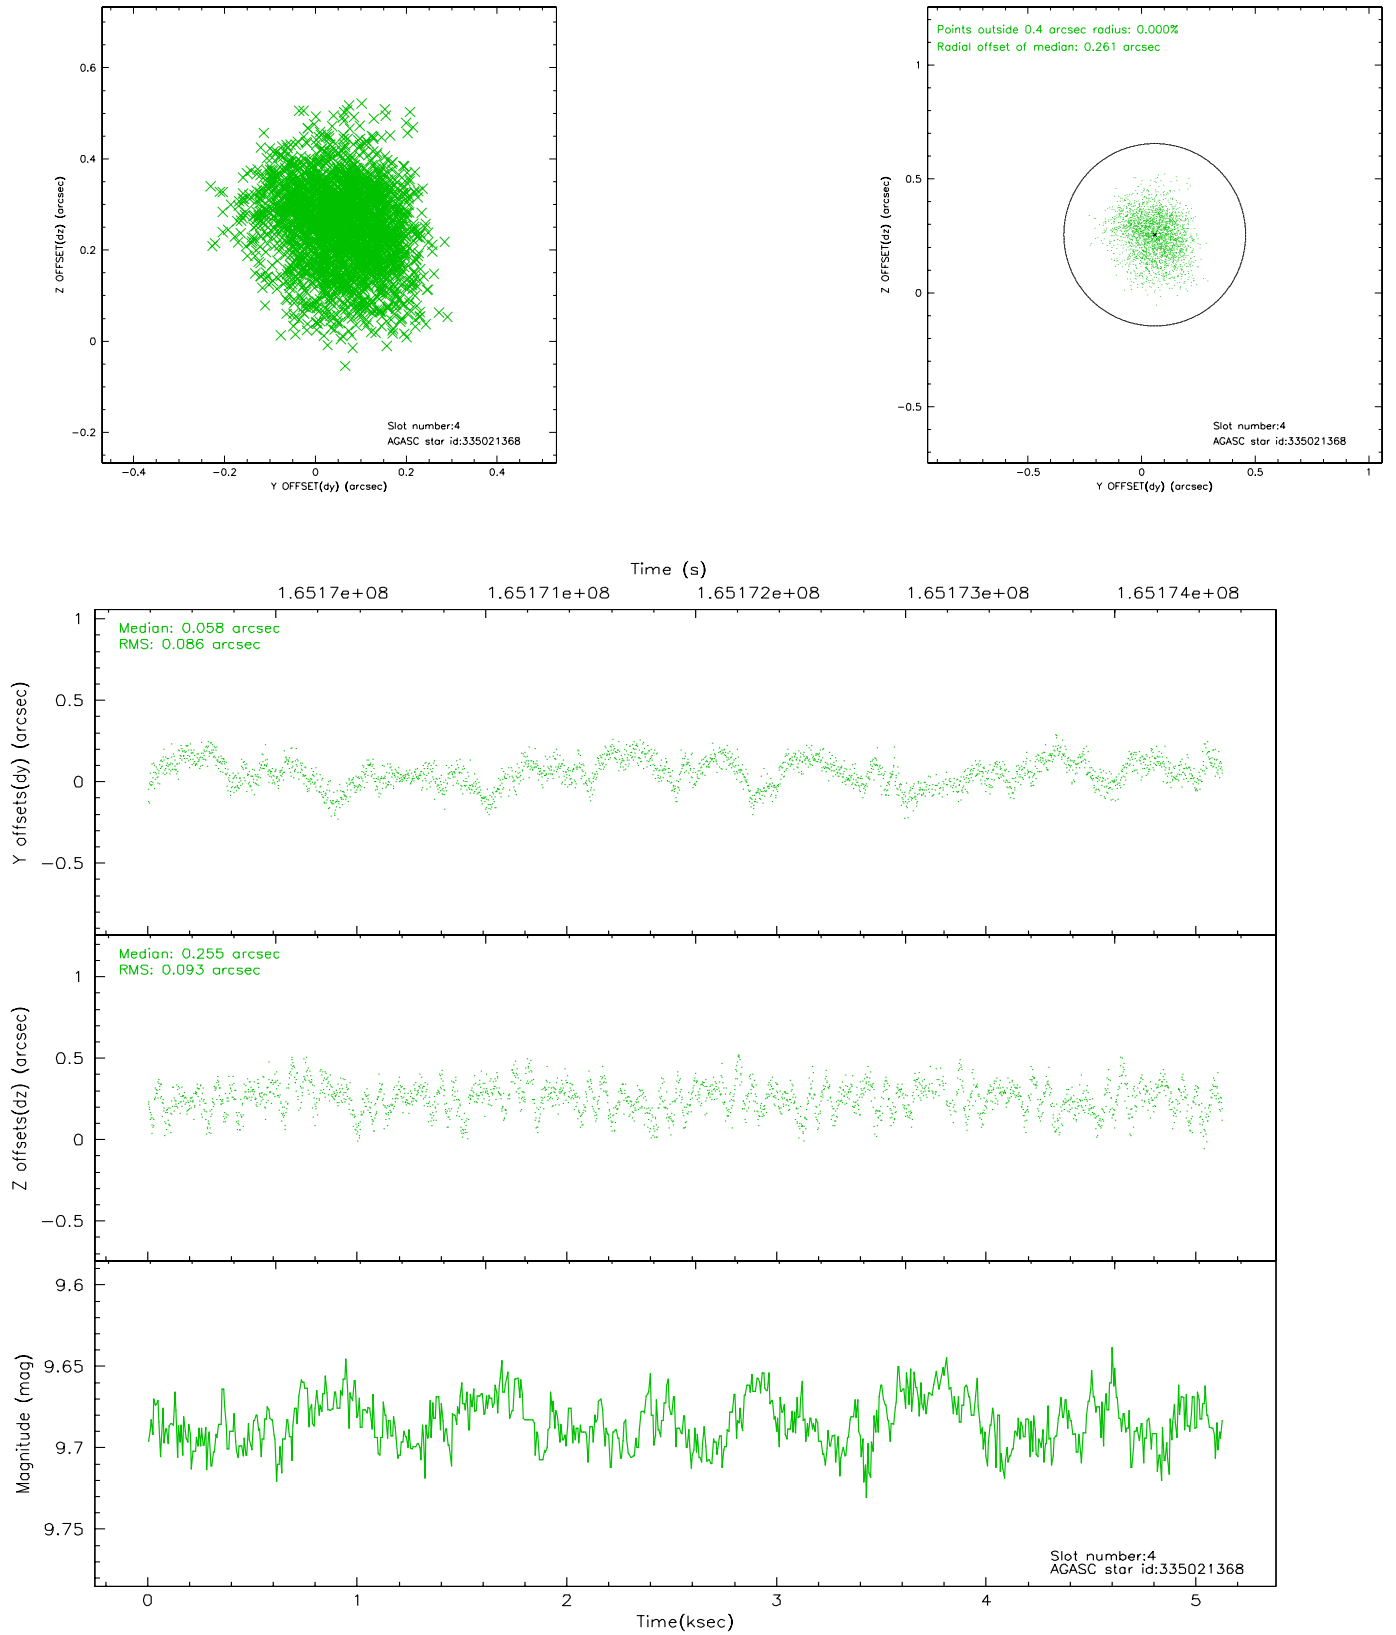 0.6
0.4
0.2
0
−0.2
Z OFFSET(dz) (arcsec)
−0.4 −0.2 0 0.2 0.4
Y OFFSET(dy) (arcsec)
Slot number:4
AGASC star id:335021368
Points outside 0.4 arcsec radius: 0.000%
Radial offset of median: 0.261 arcsec
1
0.5
0
−0.5
Z OFFSET(dz) (arcsec)
−0.5 0 0.5 1
Y OFFSET(dy) (arcsec)
Slot number:4
AGASC star id:335021368
Time (s)
1.6517e+08 1.65171e+08 1.65172e+08 1.65173e+08 1.65174e+08
Median: 0.058 arcsec
RMS: 0.086 arcsec
1
0.5
0
−0.5
Y offsets(dy) (arcsec)
Median: 0.255 arcsec
RMS: 0.093 arcsec
1
0.5
0
−0.5
Z offsets(dz) (arcsec)
9.6
9.65
9.7
9.75
Magnitude (mag)
Slot number:4
AGASC star id:335021368
0 1 2 3 4 5
Time(ksec)